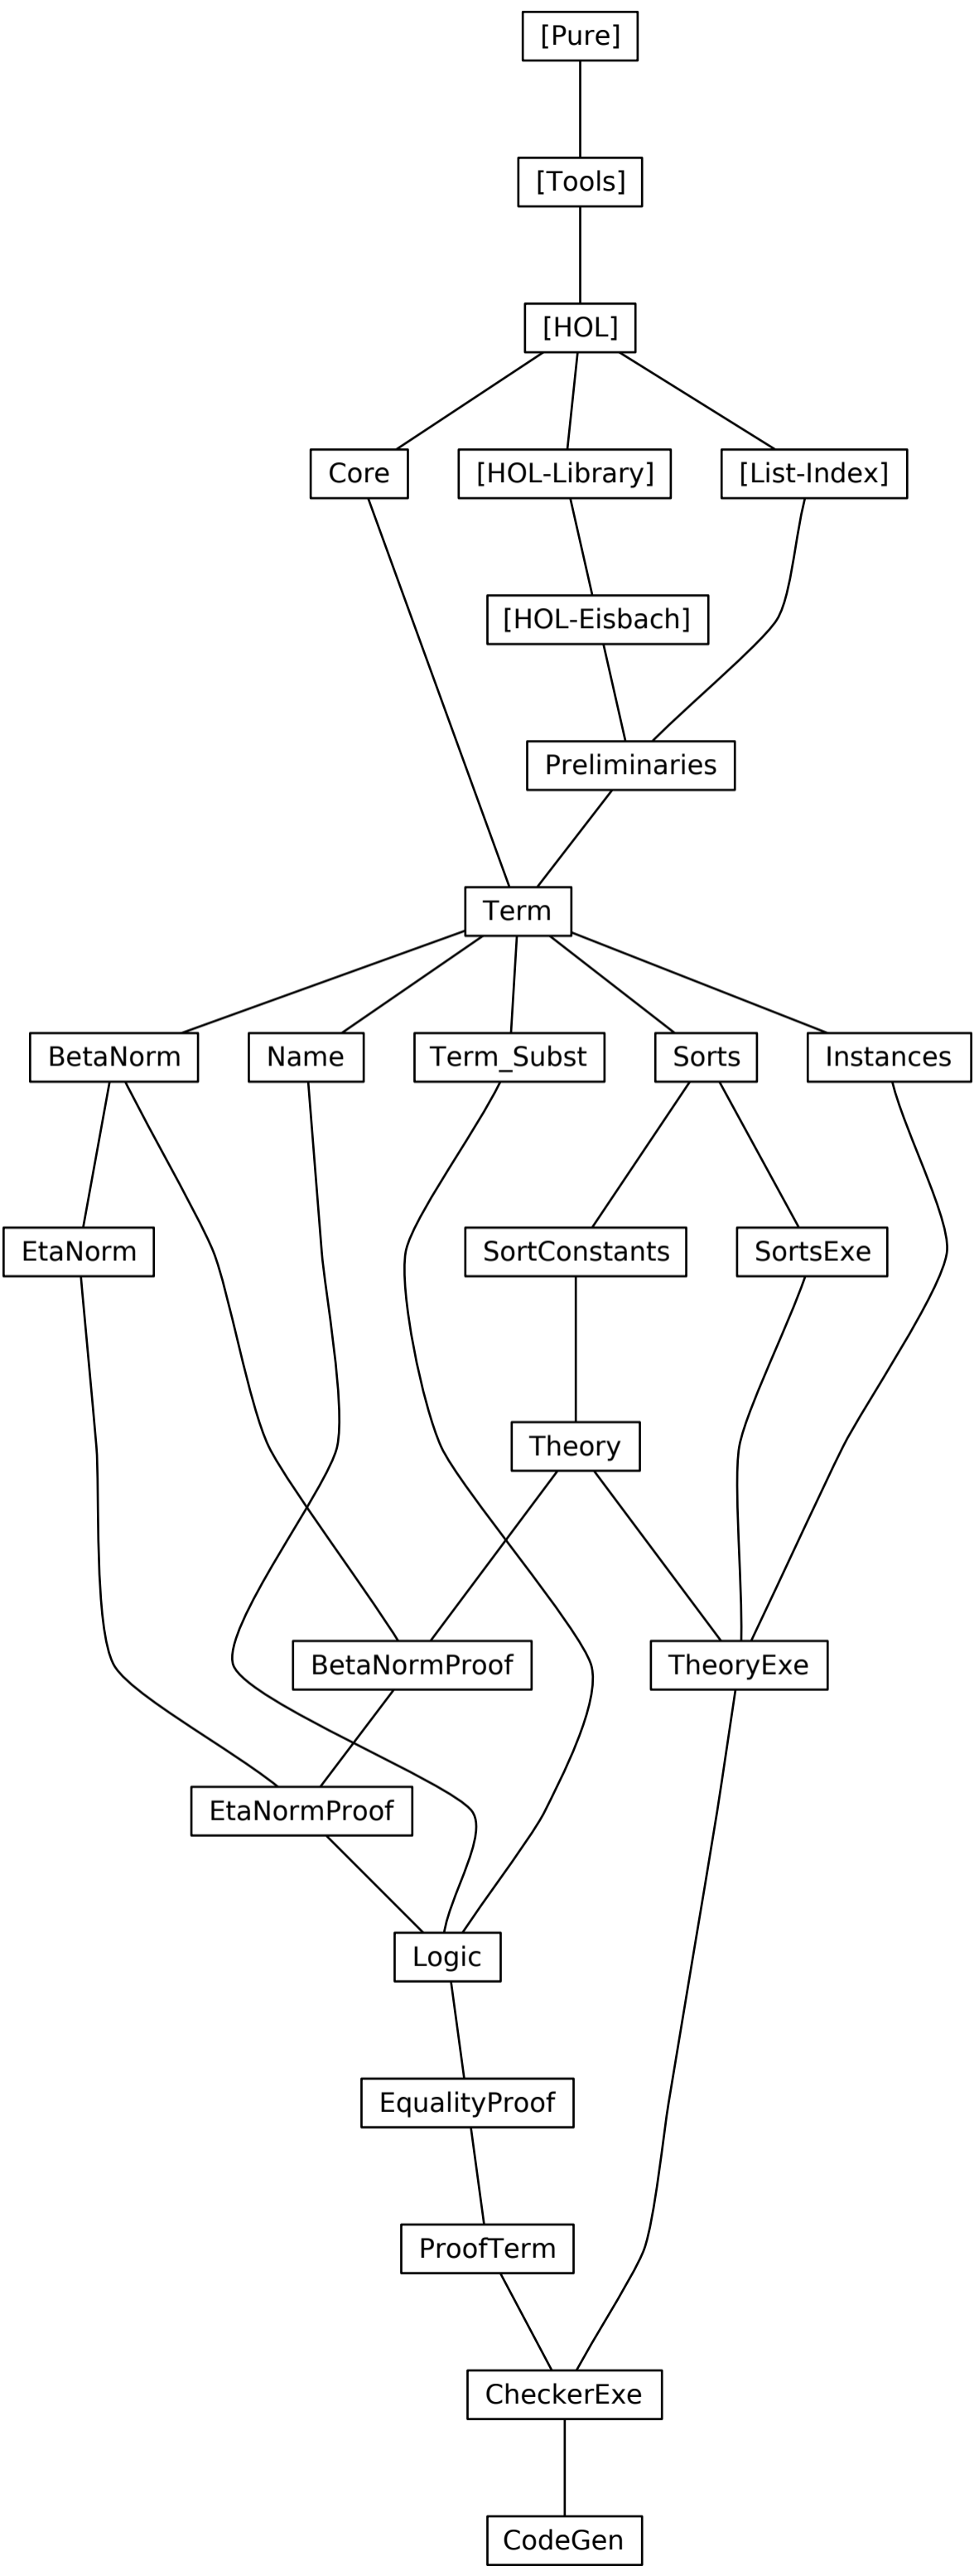 [Pure]
[Tools]
[HOL]
Core
[HOL-Library]
[List-Index]
[HOL-Eisbach]
Preliminaries
Term
BetaNorm
Name
Term_Subst
Sorts
Instances
EtaNorm
SortConstants
SortsExe
Theory
BetaNormProof
TheoryExe
EtaNormProof
Logic
EqualityProof
ProofTerm
CheckerExe
CodeGen